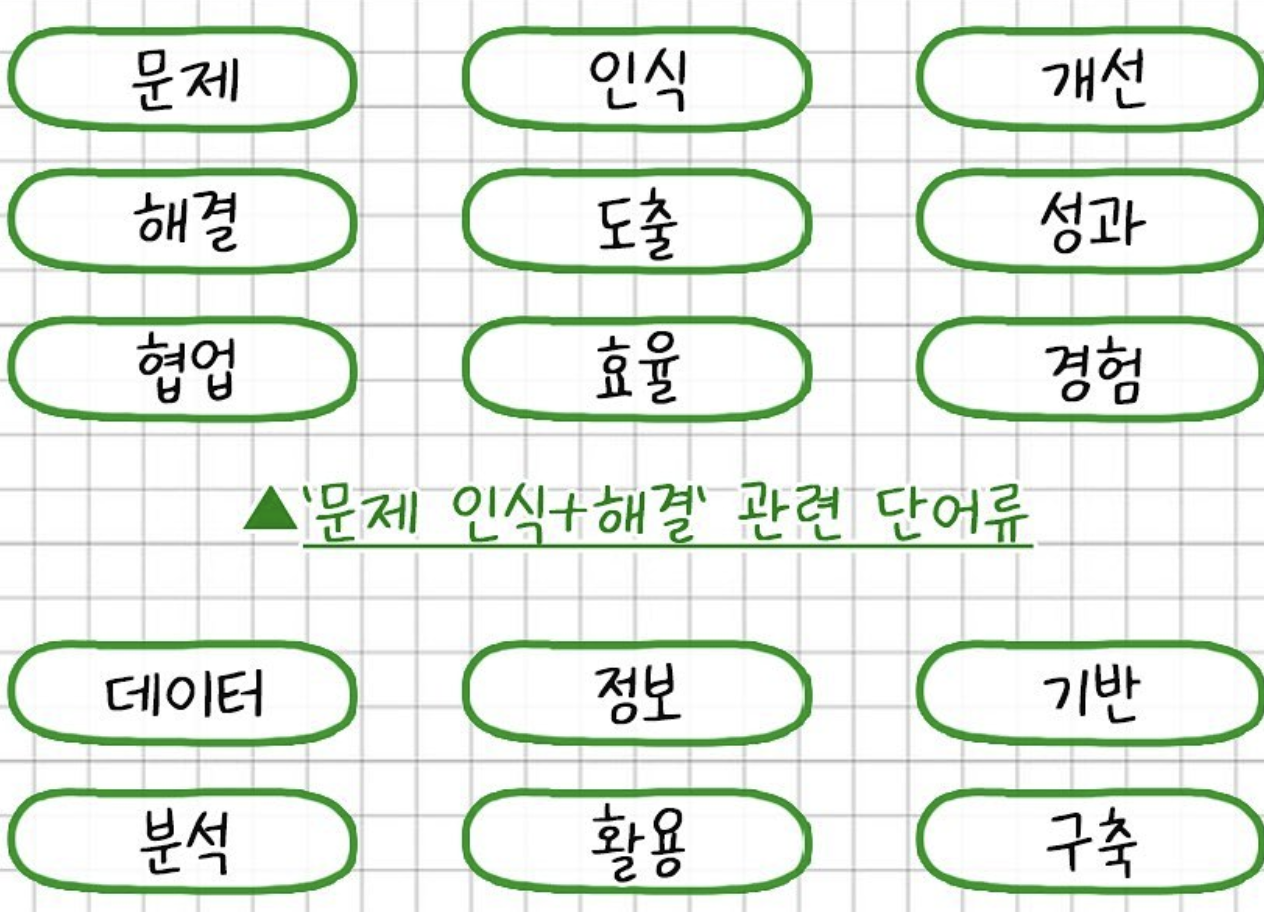 문제 인식 개선
해결 도출 성과
협업 효율 경험
▲'문제 인식+해결' 관련 단어류
데이터 정보 기반
분석 활용 구축